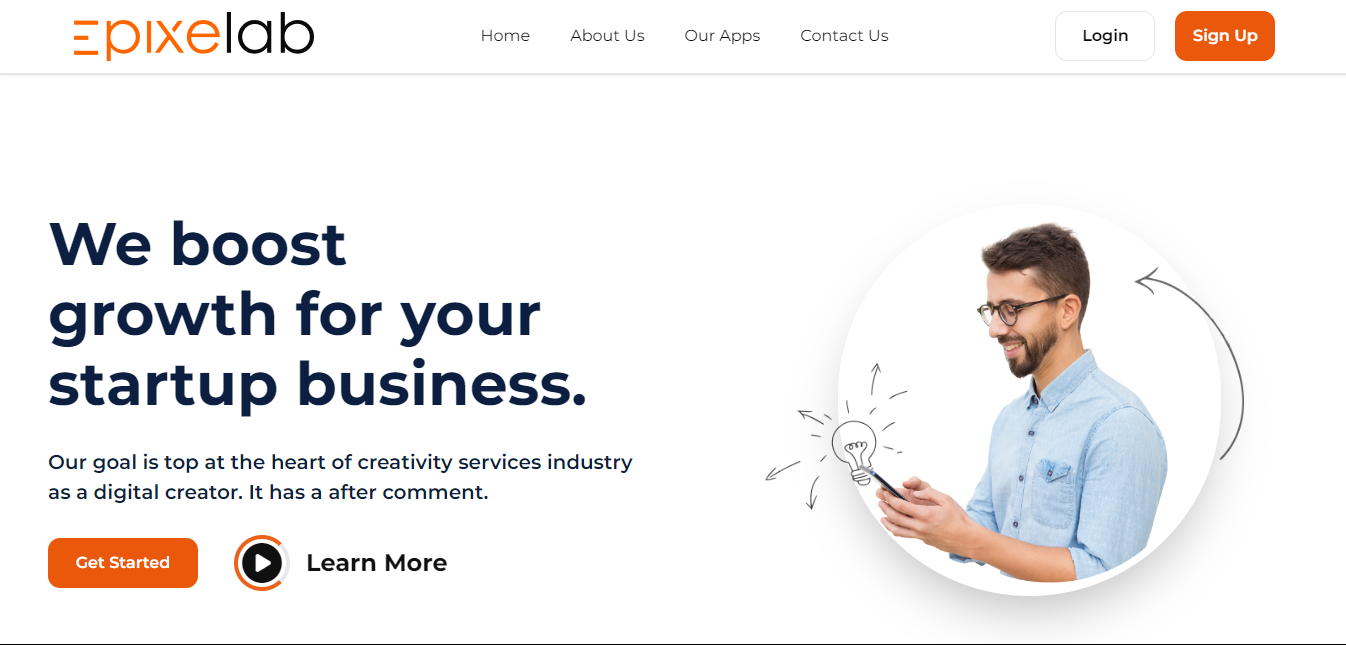 Epixelab
Home
About Us
Our Apps
Contact Us
Login
Sign Up
We boost
growth for your
startup business.
Our goal is top at the heart of creativity services industry
as a digital creator. It has a after comment.
Get Started
Learn More